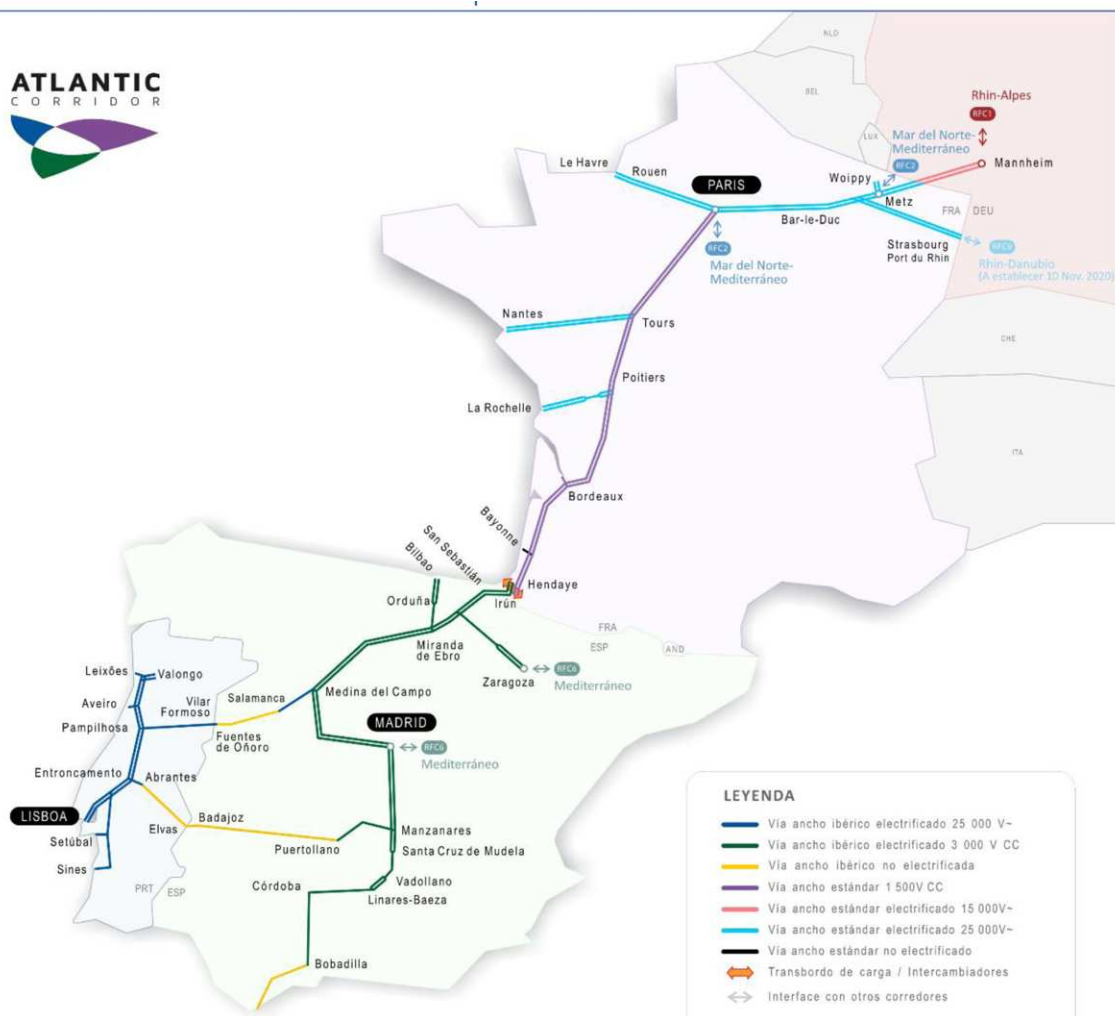 ATLANTIC
CORRIDOR
NLD
BEL
LUX
Rhin-Alpes
RFC1
Mar del Norte-
Mediterráneo
RFC2
Mannheim
Le Havre
Rouen
PARIS
Woippy
Metz
Bar-le-Duc
FRA
DEU
Strasbourg
Port du Rhin
Rhin-Danubio
(A establecer 10 Nov. 2020)
RFC2
Mar del Norte-
Mediterráneo
Nantes
Tours
CHE
Poitiers
La Rochelle
ITA
Bordeaux
Bayonne
San Sebastián
Bilbao
Hendaye
Orduña
Irún
FRA
ESP
AND
Miranda
de Ebro
Zaragoza
RFC6
Mediterráneo
Leixões
Valongo
Aveiro
Vilar
Formoso
Salamanca
Medina del Campo
Pampilhosa
Fuentes
de Oñoro
MADRID
RFC6
Mediterráneo
Entroncamento
Abrantes
LISBOA
Elvas
Badajoz
Setúbal
Puertollano
Manzanares
Santa Cruz de Mudela
Sines
PRT
ESP
Córdoba
Vadollano
Linares-Baeza
Bobadilla
LEYENDA
Vía ancho ibérico electrificado 25 000 V~
Vía ancho ibérico electrificado 3 000 V CC
Vía ancho ibérico no electrificada
Vía ancho estándar 1 500V CC
Vía ancho estándar electrificado 15 000V~
Vía ancho estándar electrificado 25 000V~
Vía ancho estándar no electrificado
Transbordo de carga / Intercambiadores
Interface con otros corredores